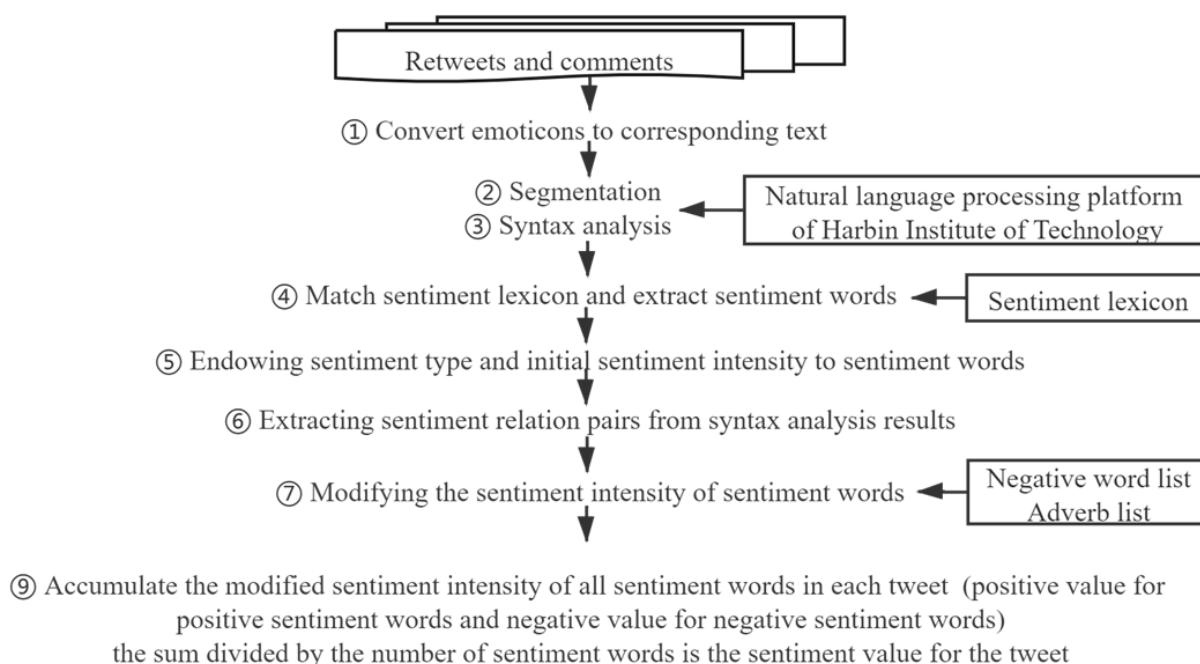 Retweets and comments
① Convert emoticons to corresponding text
② Segmentation
③ Syntax analysis
Natural language processing platform
of Harbin Institute of Technology
④ Match sentiment lexicon and extract sentiment words
Sentiment lexicon
⑤ Endowing sentiment type and initial sentiment intensity to sentiment words
⑥ Extracting sentiment relation pairs from syntax analysis results
⑦ Modifying the sentiment intensity of sentiment words
Negative word list
Adverb list
⑨ Accumulate the modified sentiment intensity of all sentiment words in each tweet (positive value for
positive sentiment words and negative value for negative sentiment words)
the sum divided by the number of sentiment words is the sentiment value for the tweet